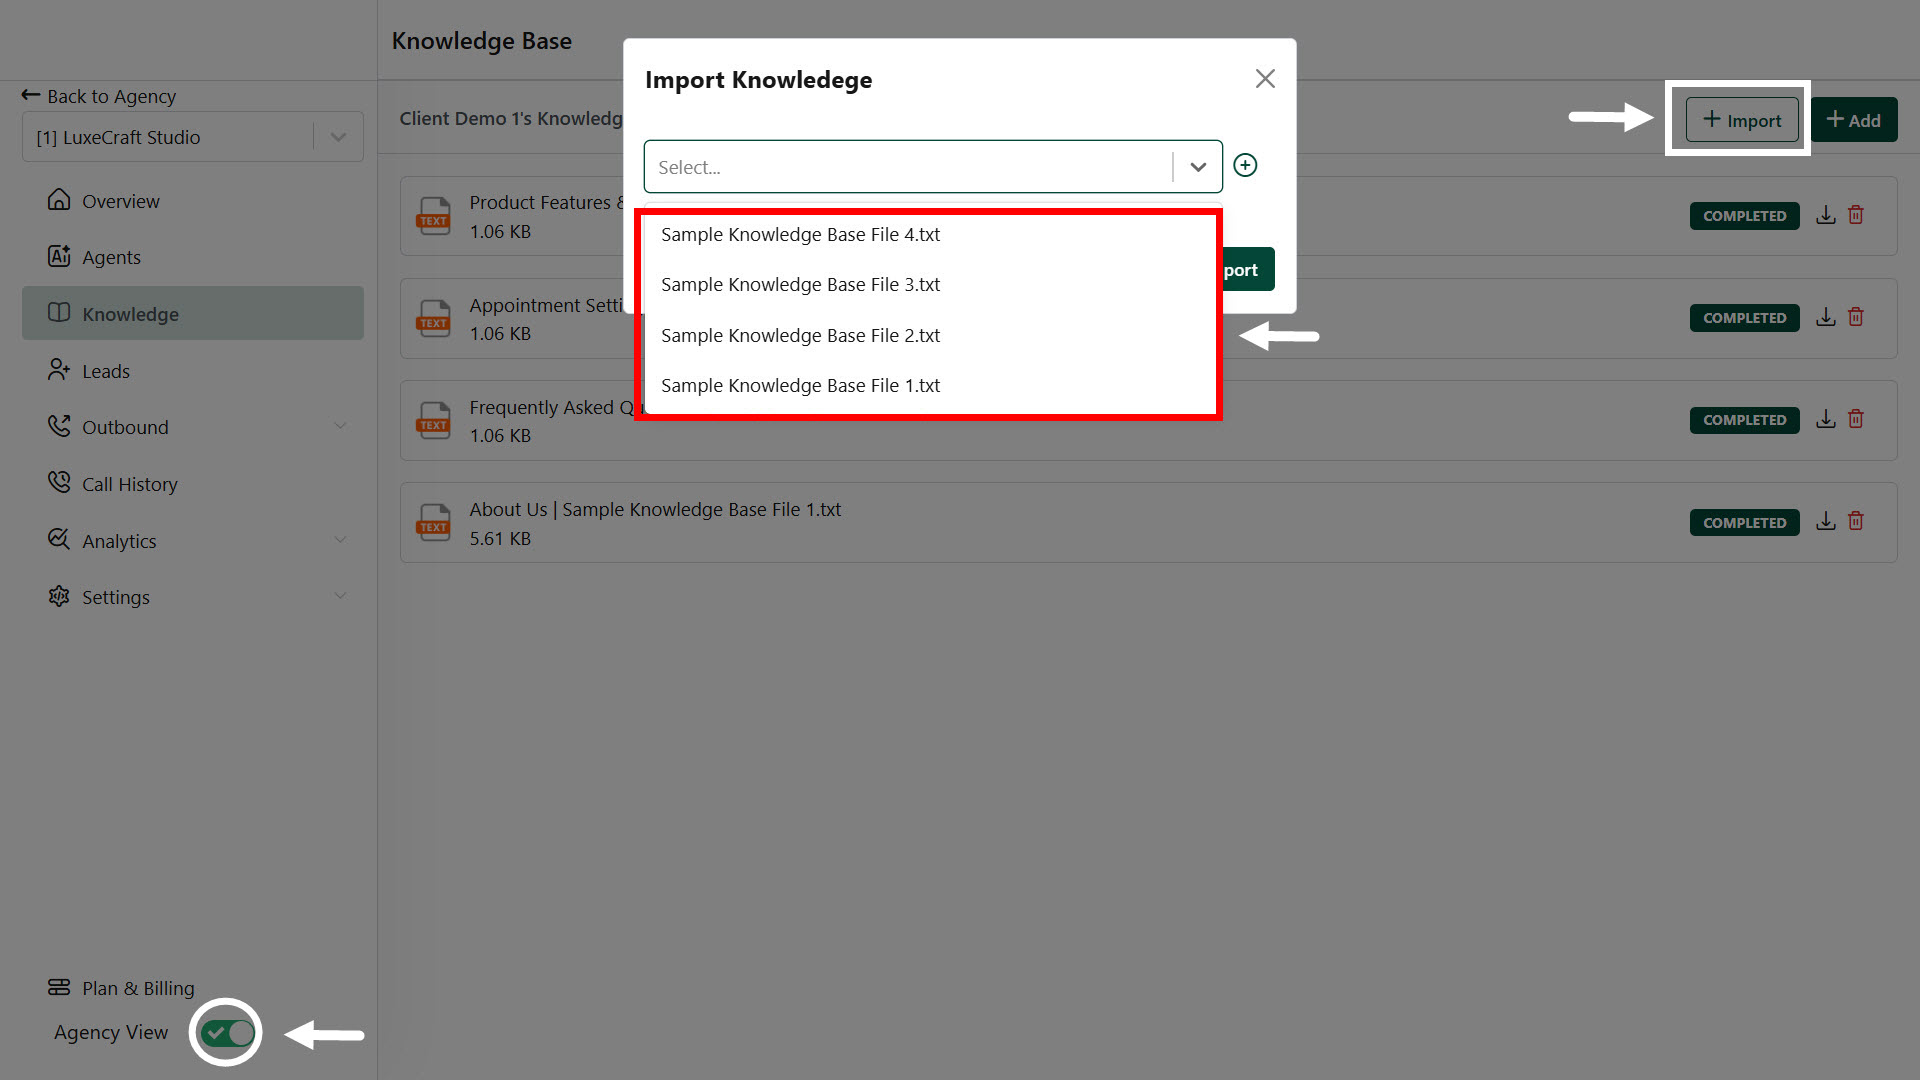 Knowledge Base
Back to Agency
[1] LuxeCraft Studio
Overview
Agents
Knowledge
Leads
Outbound
Call History
Analytics
Settings
Plan & Billing
Agency View
Client Demo 1's Knowledg
+ Import
+ Add
Import Knowledege
Select...
Sample Knowledge Base File 4.txt
Sample Knowledge Base File 3.txt
Sample Knowledge Base File 2.txt
Sample Knowledge Base File 1.txt
port
TEXT
Product Features &
1.06 KB
COMPLETED
TEXT
Appointment Setti
1.06 KB
COMPLETED
TEXT
Frequently Asked Qu
1.06 KB
COMPLETED
TEXT
About Us | Sample Knowledge Base File 1.txt
5.61 KB
COMPLETED